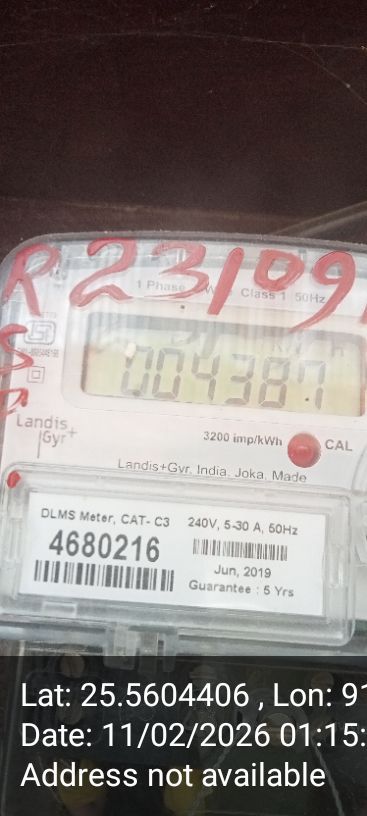 R 23109
1 Phase
Class 1 50Hz
004387
3200 imp/kWh
CAL
Landis
Gyr+
Landis+Gyr. India, Joka, Made
DLMS Meter, CAT- C3
240V, 5-30 A, 50Hz
4680216
Jun, 2019
Guarantee : 5 Yrs
Lat: 25.5604406 , Lon: 91
Date: 11/02/2026 01:15:
Address not available